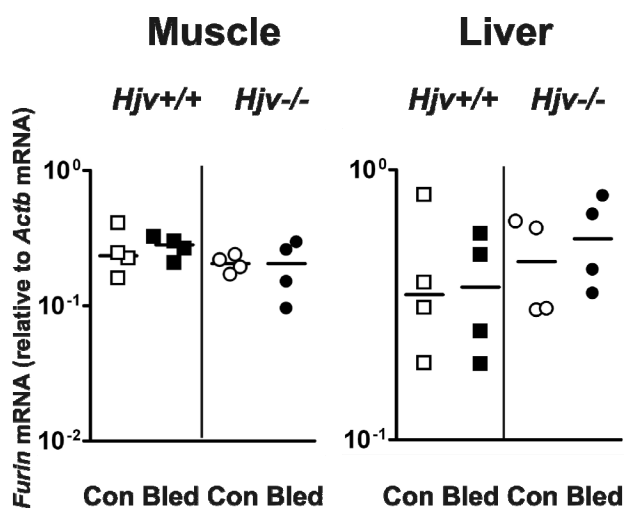 Muscle Liver
Hjv+/+ Hjv-/- Hjv+/+ Hjv-/-
Furin mRNA (relative to Actb mRNA)
10⁰ 10⁰
10⁻¹
10⁻² 10⁻¹
Con Bled Con Bled Con Bled Con Bled